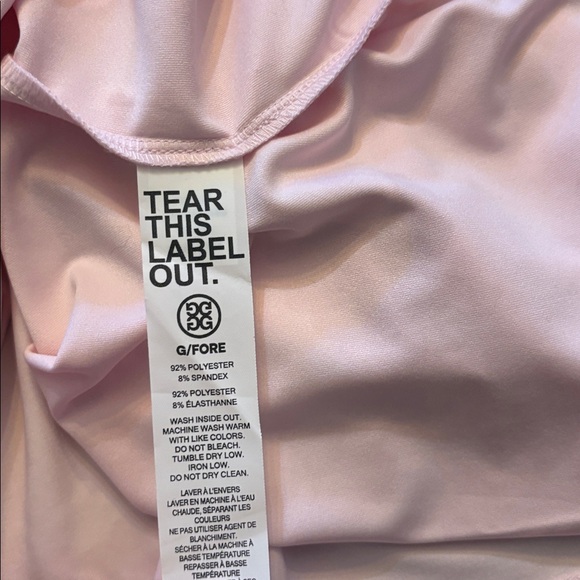 TEAR
THIS
LABEL
OUT.
G/FORE
92% POLYESTER
8% SPANDEX
92% POLYESTER
8% ÉLASTHANNE
WASH INSIDE OUT.
MACHINE WASH WARM
WITH LIKE COLORS.
DO NOT BLEACH.
TUMBLE DRY LOW.
IRON LOW.
DO NOT DRY CLEAN.
LAVER À L'ENVERS
LAVER EN MACHINE À L'EAU
CHAUDE, SÉPARANT LES
COULEURS
NE PAS UTILISER AGENT DE
BLANCHIMENT.
SÉCHER À LA MACHINE À
BASSE TEMPÉRATURE
REPASSER À BASSE
TEMPÉRATURE